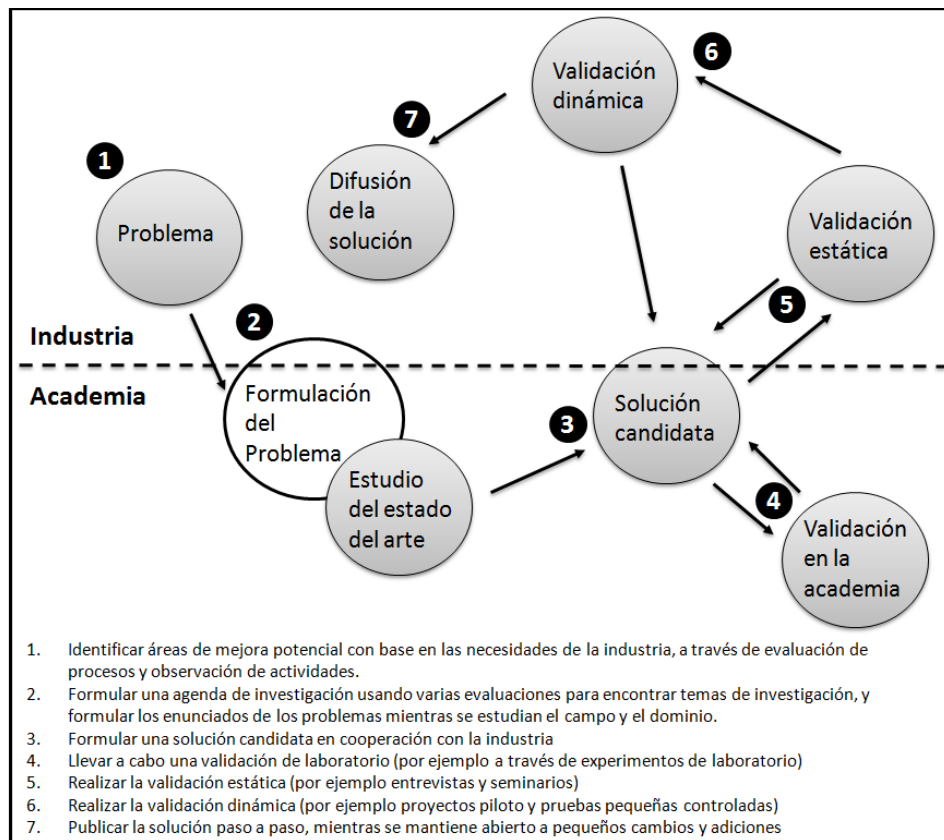 6
Validación
dinámica
7
1
Difusión
de la
solución
Problema
Validación
estática
5
2
Industria
Academia
Formulación
del
Problema
3
Solución
candidata
Estudio
del estado
del arte
4
Validación
en la
academia
1. Identificar áreas de mejora potencial con base en las necesidades de la industria, a través de evaluación de
procesos y observación de actividades.
2. Formular una agenda de investigación usando varias evaluaciones para encontrar temas de investigación, y
formular los enunciados de los problemas mientras se estudian el campo y el dominio.
3. Formular una solución candidata en cooperación con la industria
4. Llevar a cabo una validación de laboratorio (por ejemplo a través de experimentos de laboratorio)
5. Realizar la validación estática (por ejemplo entrevistas y seminarios)
6. Realizar la validación dinámica (por ejemplo proyectos piloto y pruebas pequeñas controladas)
7. Publicar la solución paso a paso, mientras se mantiene abierto a pequeños cambios y adiciones